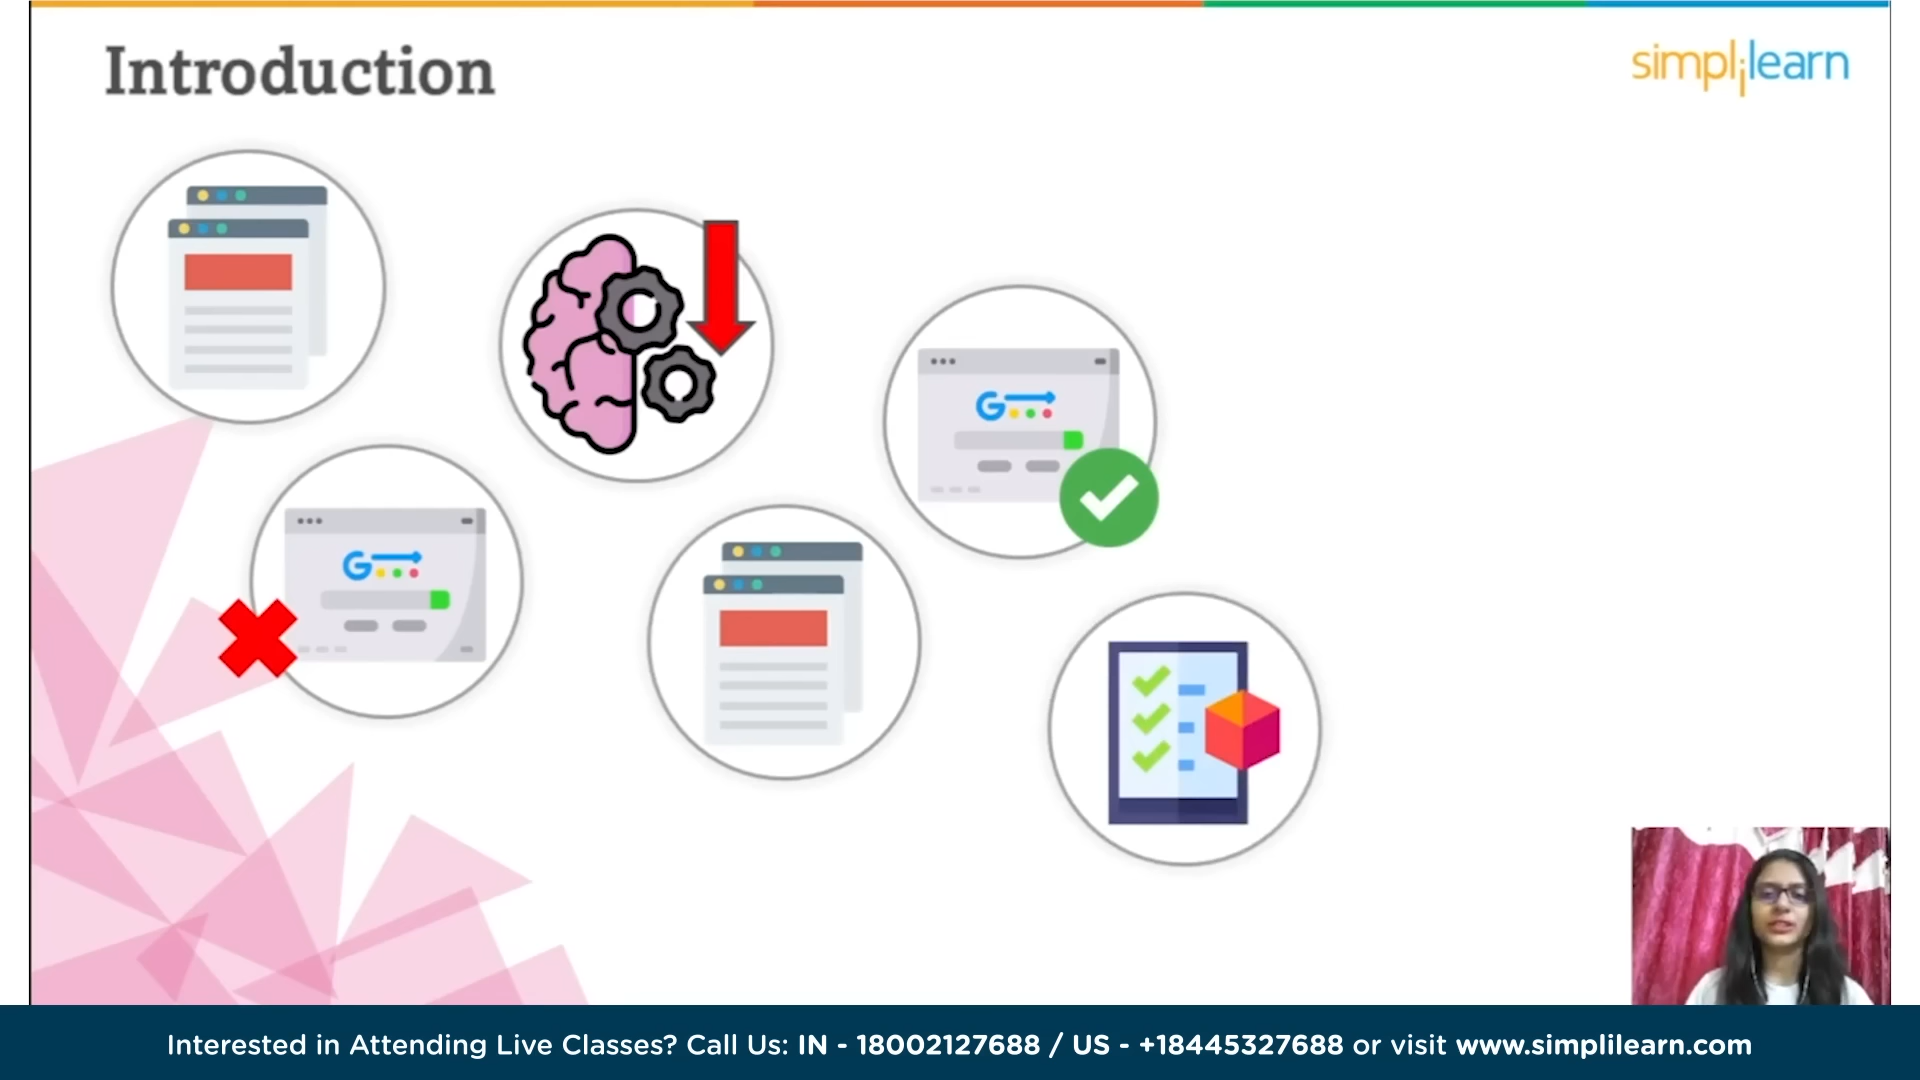 Introduction
simplilearn
G
G
Interested in Attending Live Classes? Call Us: IN - 18002127688 / US - +18445327688 or visit www.simplilearn.com